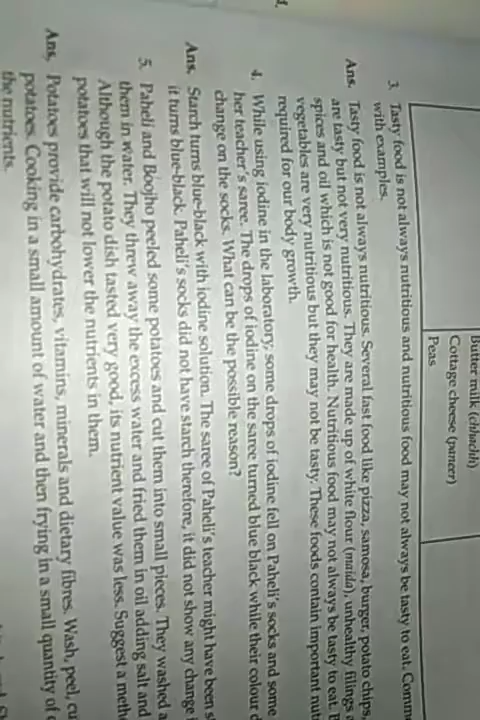 Butter milk (chhachh)
Cottage cheese (paneer)
Peas
3. Tasty food is not always nutritious and nutritious food may not always be tasty to eat. Comm
with examples.
Ans. Tasty food is not always nutritious. Several fast food like pizza, samosa, burger, potato chips,
are tasty but not very nutritious. They are made up of white flour (maida), unhealthy fillings
spices and oil which is not good for health. Nutritious food may not always be tasty to eat.
vegetables are very nutritious but they may not be tasty. These foods contain important nu
required for our body growth.
4. While using iodine in the laboratory, some drops of iodine fell on Paheli's socks and some
her teacher's saree. The drops of iodine on the saree turned blue black while their colour d
change on the socks. What can be the possible reason?
Ans. Starch turns blue-black with iodine solution. The saree of Paheli's teacher might have been s
it turns blue-black. Paheli's socks did not have starch therefore, it did not show any change
5. Paheli and Boojho peeled some potatoes and cut them into small pieces. They washed a
them in water. They threw away the excess water and fried them in oil adding salt and
Although the potato dish tasted very good, its nutrient value was less. Suggest a meth
potatoes that will not lower the nutrients in them.
Ans. Potatoes provide carbohydrates, vitamins, minerals and dietary fibres. Wash, peel, cu
potatoes. Cooking in a small amount of water and then frying in a small quantity of
the nutrients.